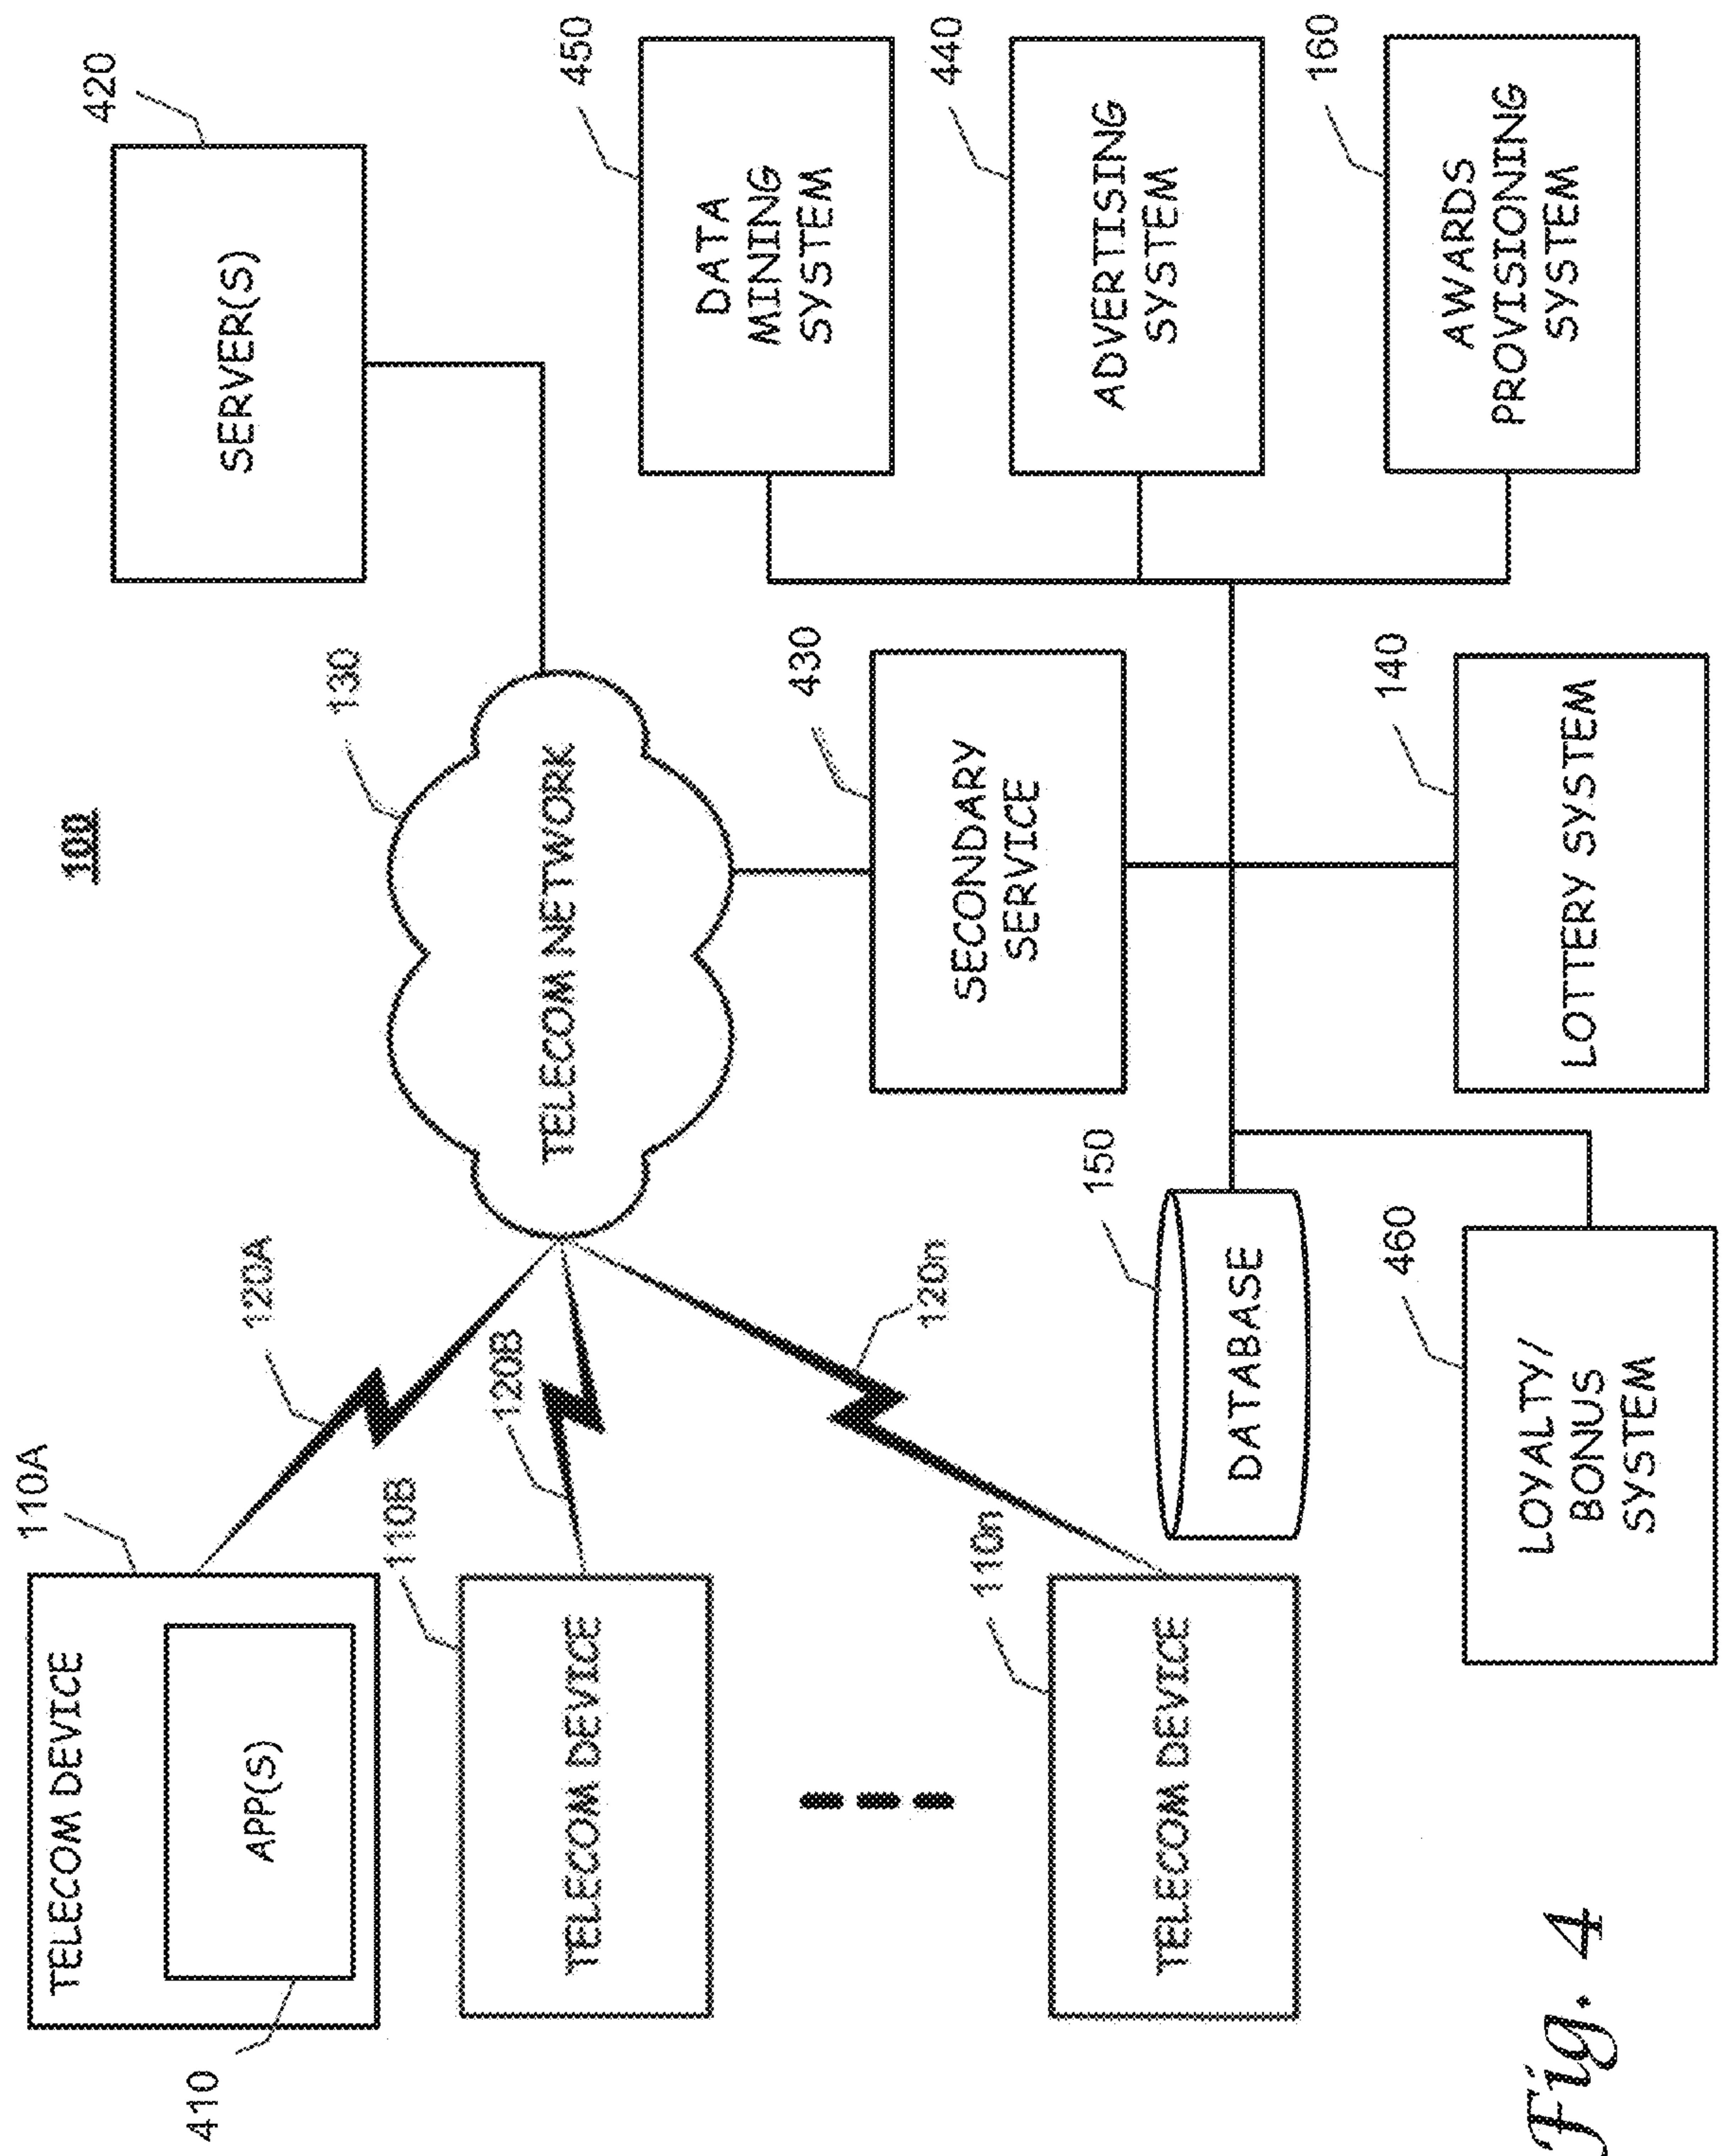 100
110A
TELECOM DEVICE
APP(S)
410
120A
420
SERVER(S)
130
TELECOM NETWORK
110B
TELECOM DEVICE
120B
450
DATA
MINING
SYSTEM
110n
TELECOM DEVICE
120n
430
SECONDARY
SERVICE
440
ADVERTISING
SYSTEM
150
DATABASE
160
AWARDS
PROVISIONING
SYSTEM
460
LOYALTY/
BONUS
SYSTEM
140
LOTTERY SYSTEM
Fig. 4